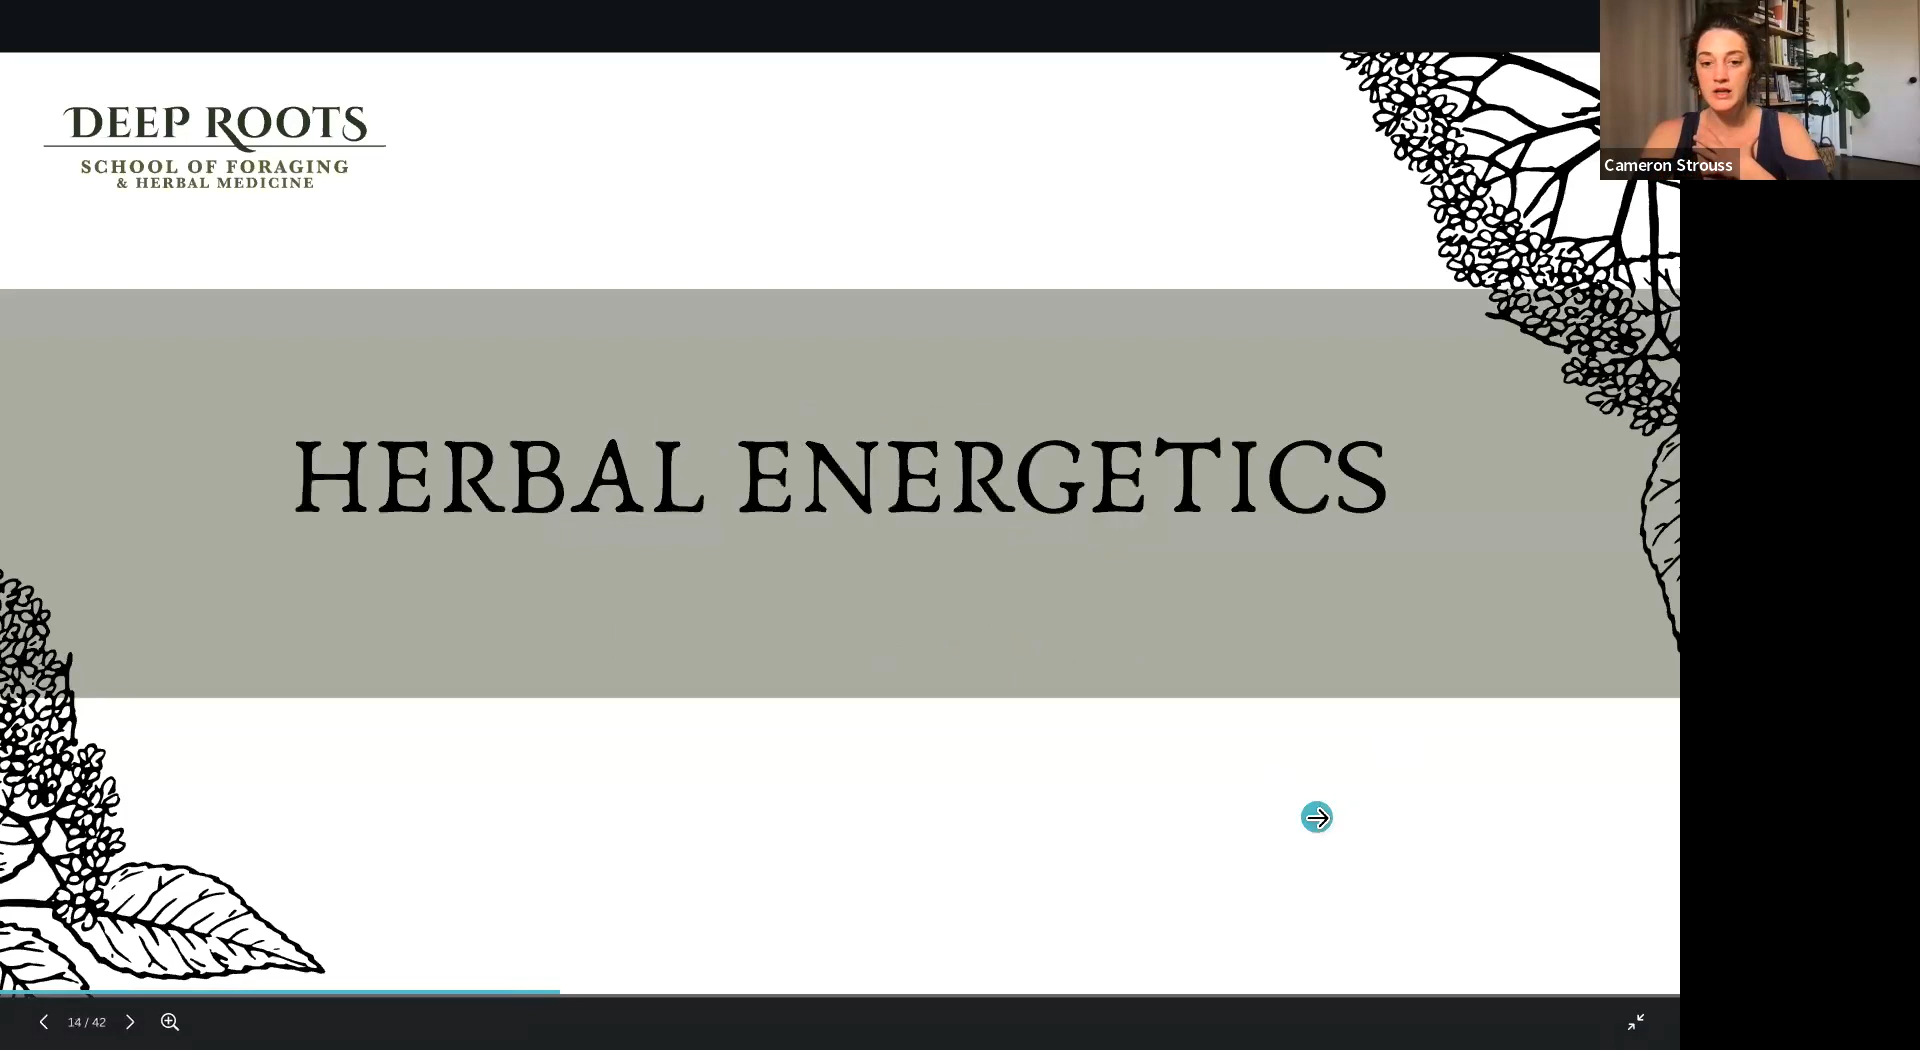 DEEP ROOTS
SCHOOL OF FORAGING
& HERBAL MEDICINE
Cameron Strouss
HERBAL ENERGETICS
14 / 42